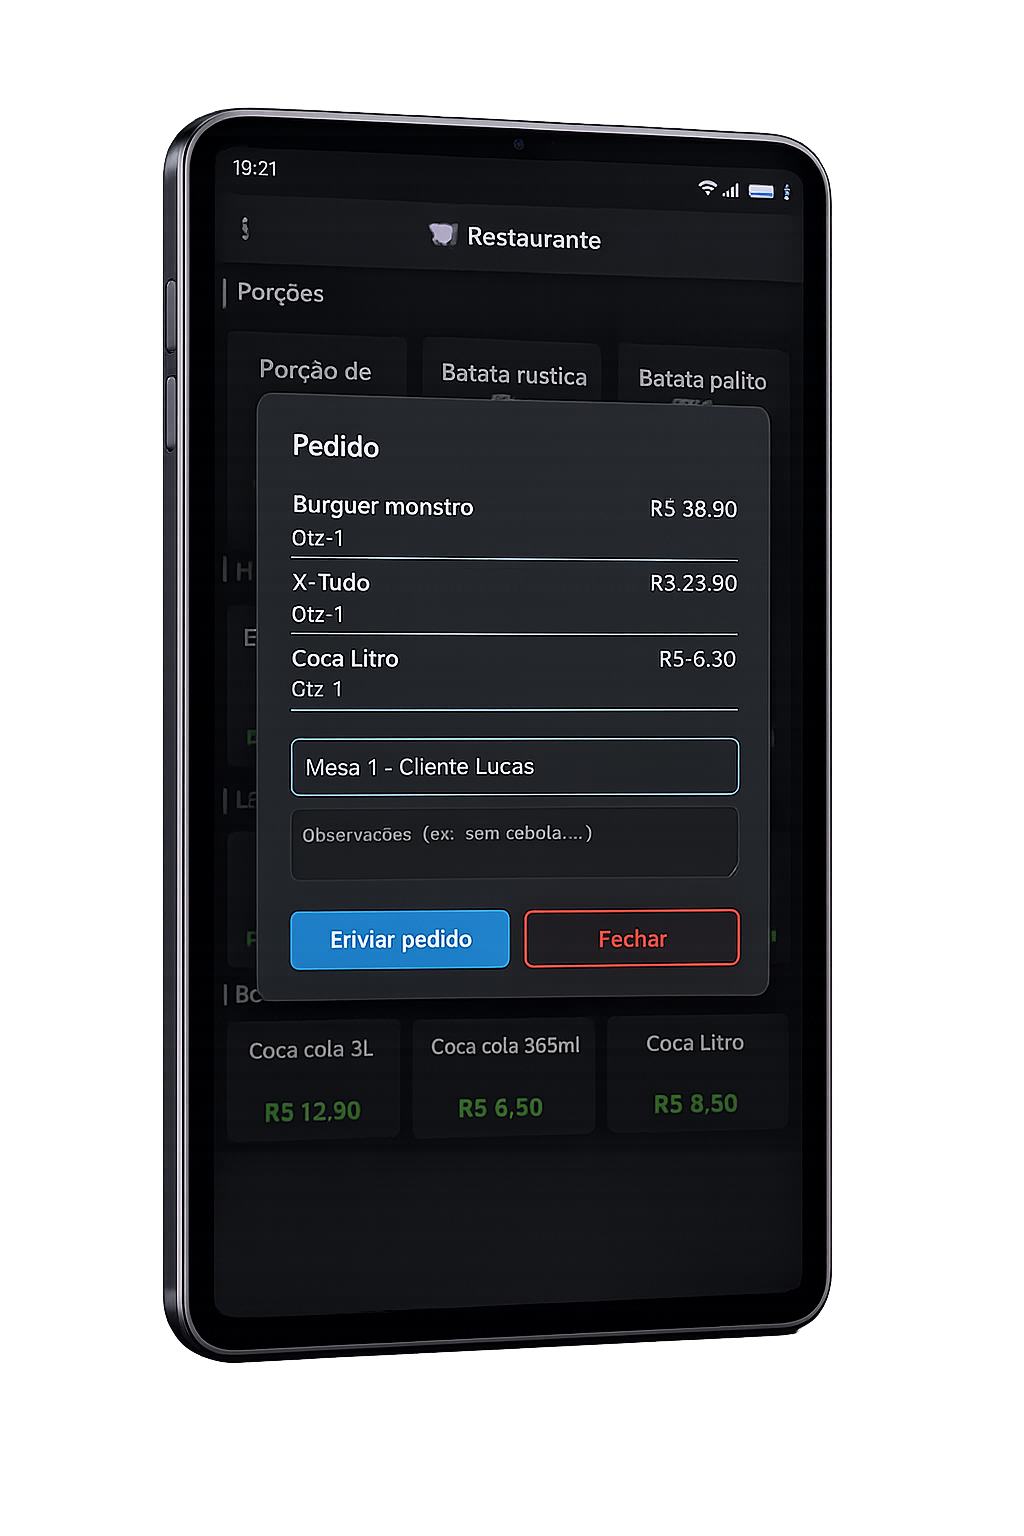 19:21
Restaurante
Porções
Porção de
Batata rustica
Batata palito
Pedido
Burguer monstro
R$ 38.90
Otz-1
X-Tudo
R3.23.90
Otz-1
Coca Litro
R5-6.30
Gtz 1
Mesa 1 - Cliente Lucas
Observacões (ex: sem cebola....)
Eriviar pedido
Fechar
Coca cola 3L
Coca cola 365ml
Coca Litro
R5 12,90
R5 6,50
R5 8,50